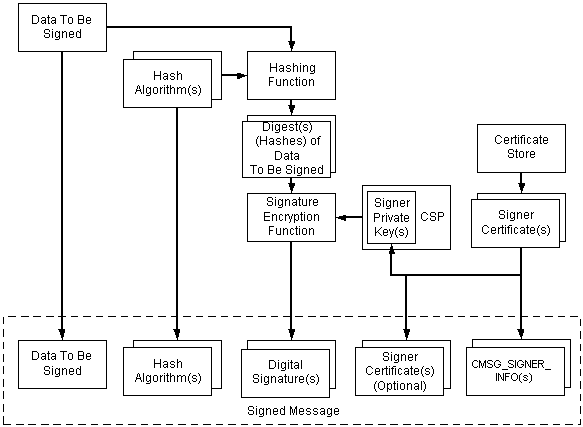 Data To Be
Signed
Hash
Algorithm(s)
Hashing
Function
Digest(s)
(Hashes) of
Data
To Be Signed
Certificate
Store
Signature
Encryption
Function
Signer
Private
Key(s)
CSP
Signer
Certificate(s)
Data To Be
Signed
Hash
Algorithm(s)
Digital
Signature(s)
Signer
Certificate(s)
(Optional)
CMSG_SIGNER_
INFO(s)
Signed Message